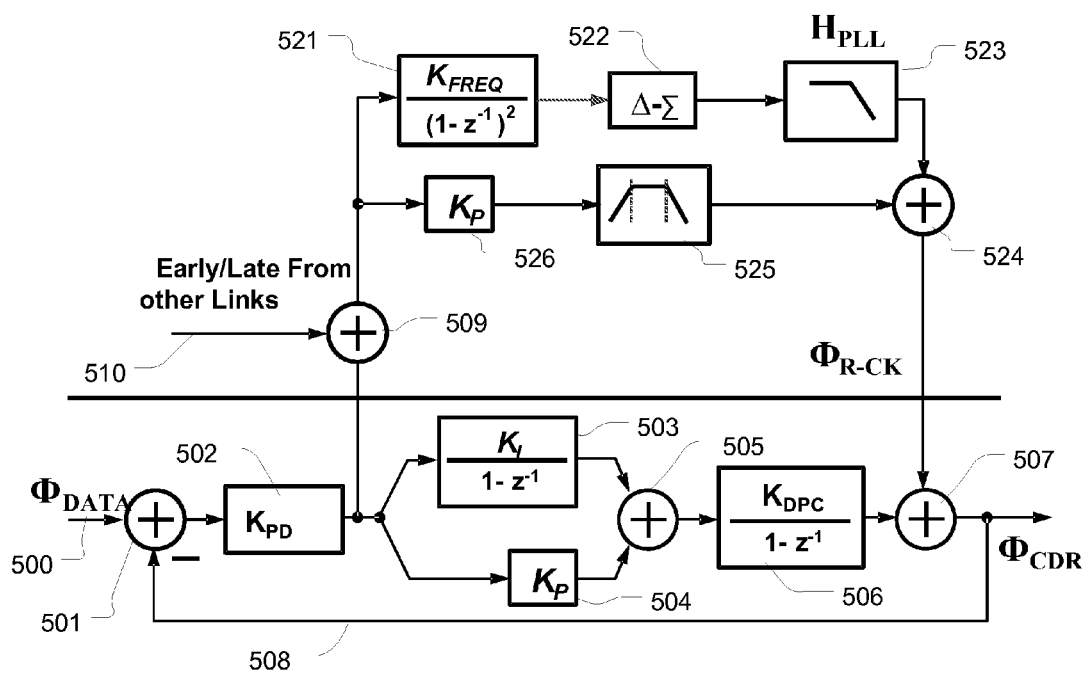 521
522
H_PLL
523
K_FREQ
(1- z⁻¹)²
Δ-Σ
K_P
526
525
524
Early/Late From
other Links
509
510
Φ_R-CK
503
502
505
507
K_I
1- z⁻¹
Φ_DATA
K_PD
K_DPC
1- z⁻¹
500
−
Φ_CDR
K_P
504
506
501
508